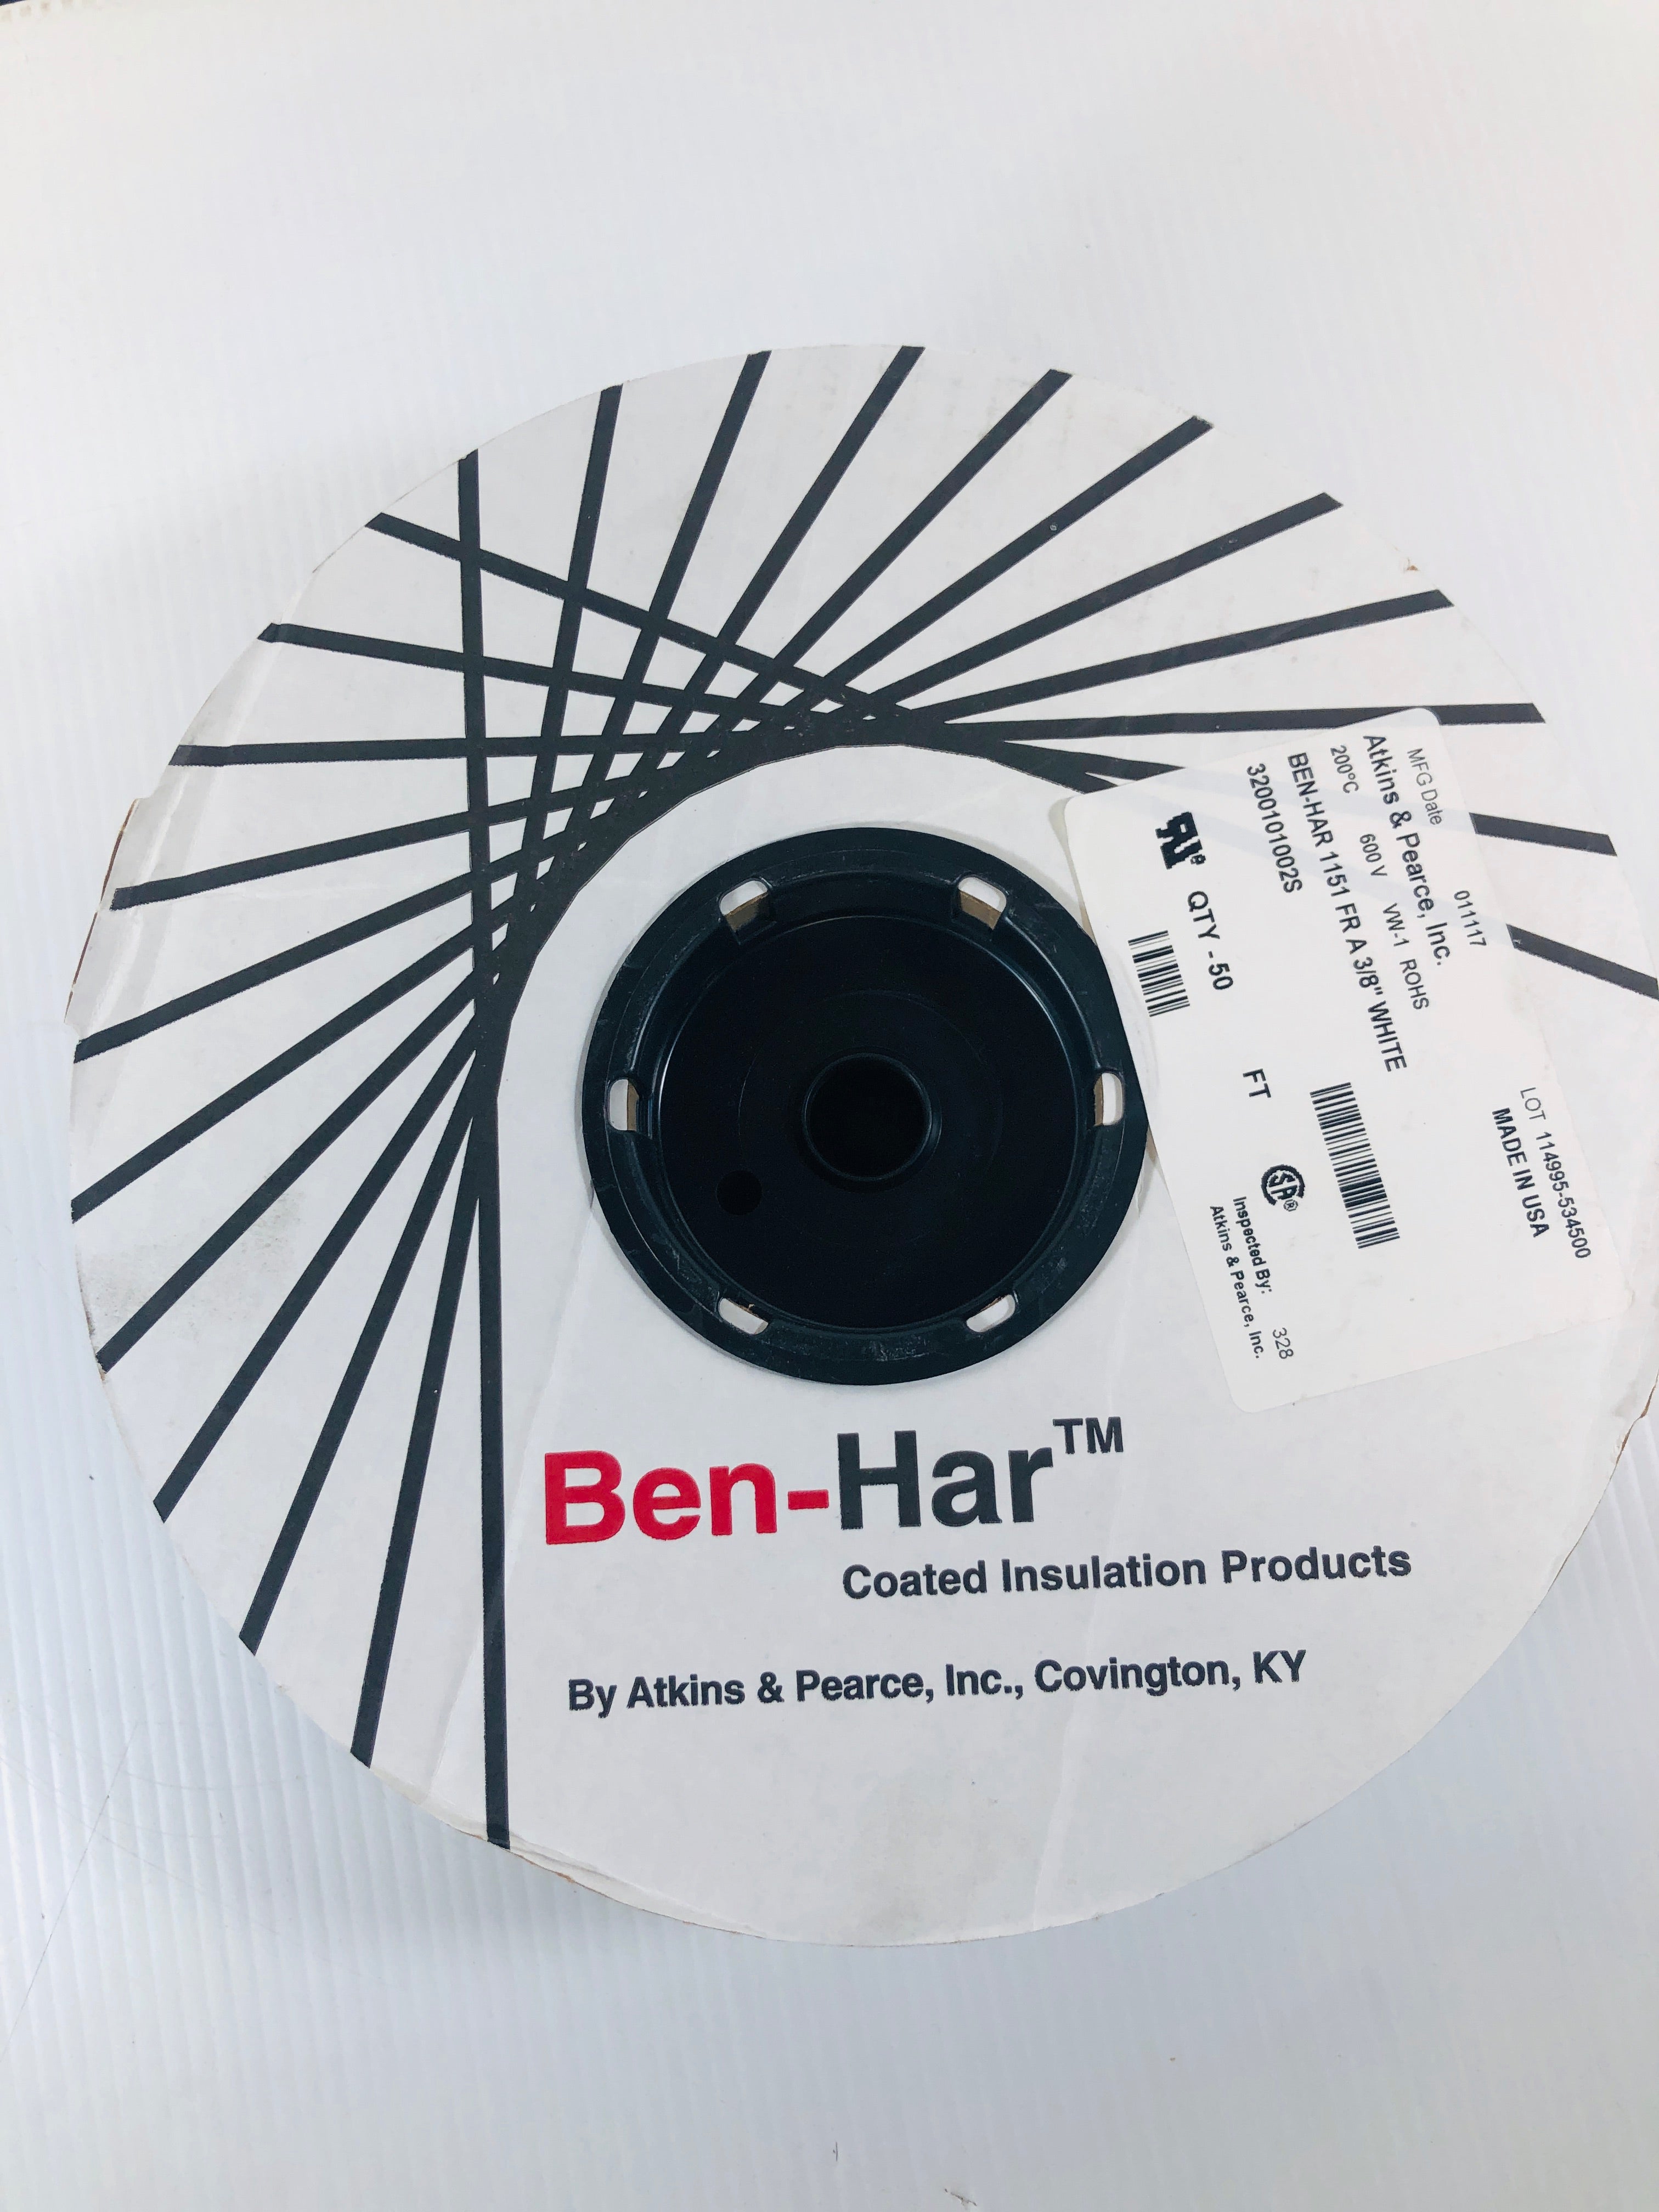 MFG Date 011117 LOT 114995-534500
Atkins & Pearce, Inc. MADE IN USA
200°C 600 V VW-1 ROHS
BEN-HAR 1151 FR A 3/8" WHITE
3200101002S
QTY - 50 FT
Inspected By: 328
Atkins & Pearce, Inc.
Ben-Har™
Coated Insulation Products
By Atkins & Pearce, Inc., Covington, KY